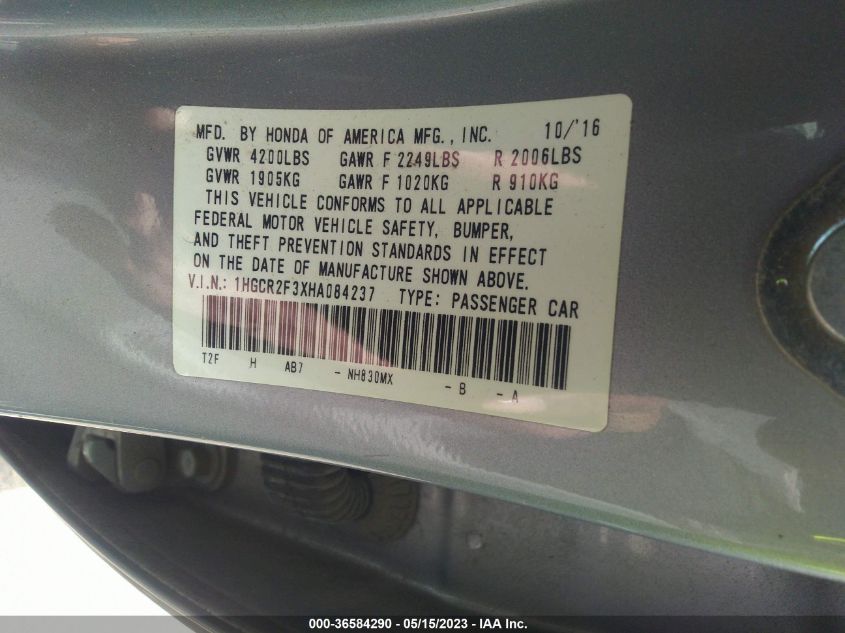 MFD. BY HONDA OF AMERICA MFG., INC. 10/'16
GVWR 4200LBS GAWR F 2249LBS R 2006LBS
GVWR 1905KG GAWR F 1020KG R 910KG
THIS VEHICLE CONFORMS TO ALL APPLICABLE
FEDERAL MOTOR VEHICLE SAFETY, BUMPER,
AND THEFT PREVENTION STANDARDS IN EFFECT
ON THE DATE OF MANUFACTURE SHOWN ABOVE.
V.I.N.: 1HGCR2F3XHA084237 TYPE: PASSENGER CAR
T2F H AB7 - NH830MX - B - A
000-36584290 - 05/15/2023 - IAA Inc.